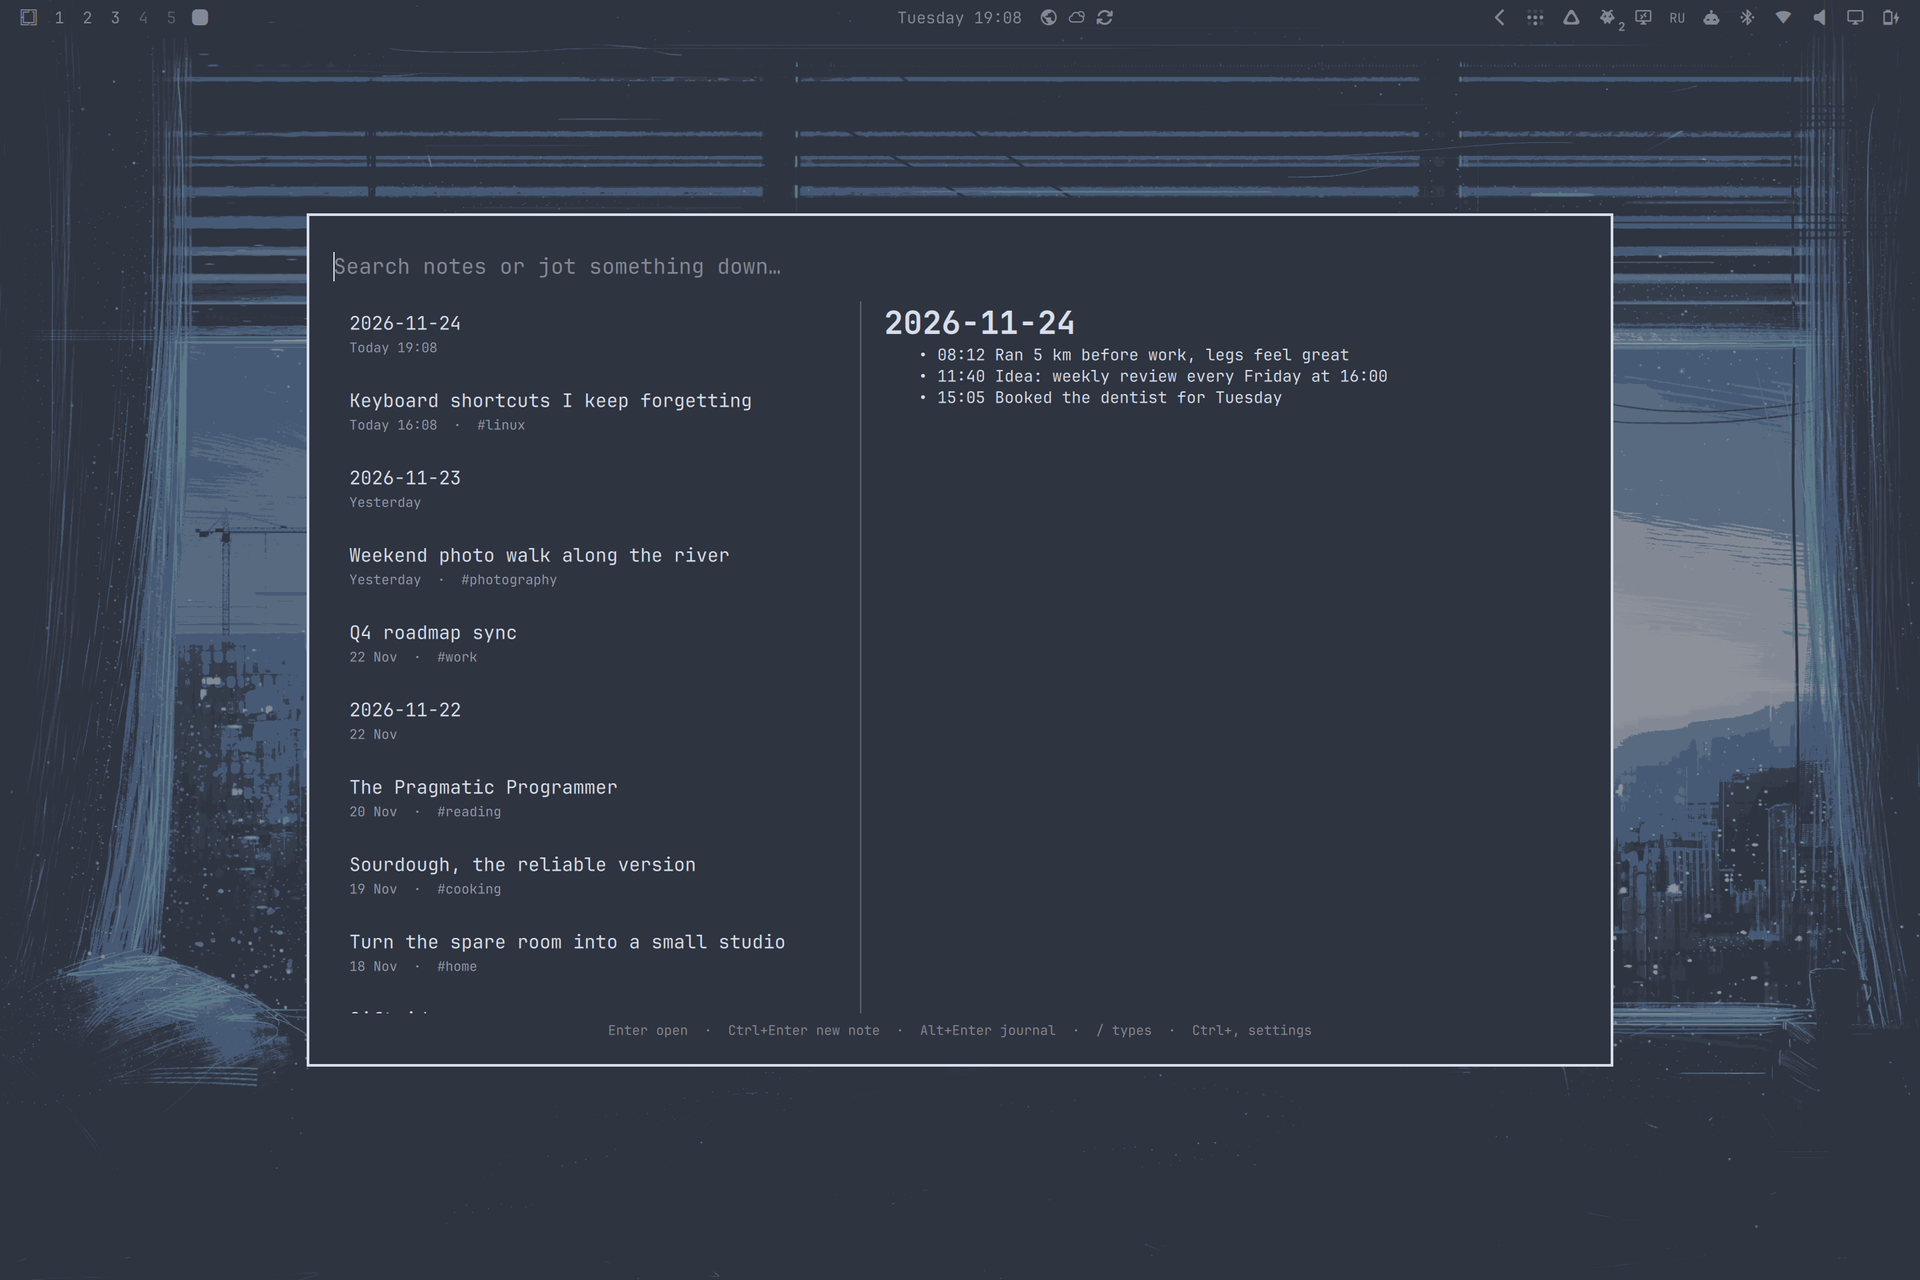 1 2 3 4 5
Tuesday 19:08
2 RU
Search notes or jot something down…
2026-11-24
Today 19:08
Keyboard shortcuts I keep forgetting
Today 16:08 · #linux
2026-11-23
Yesterday
Weekend photo walk along the river
Yesterday · #photography
Q4 roadmap sync
22 Nov · #work
2026-11-22
22 Nov
The Pragmatic Programmer
20 Nov · #reading
Sourdough, the reliable version
19 Nov · #cooking
Turn the spare room into a small studio
18 Nov · #home
2026-11-24
• 08:12 Ran 5 km before work, legs feel great
• 11:40 Idea: weekly review every Friday at 16:00
• 15:05 Booked the dentist for Tuesday
Enter open · Ctrl+Enter new note · Alt+Enter journal · / types · Ctrl+, settings